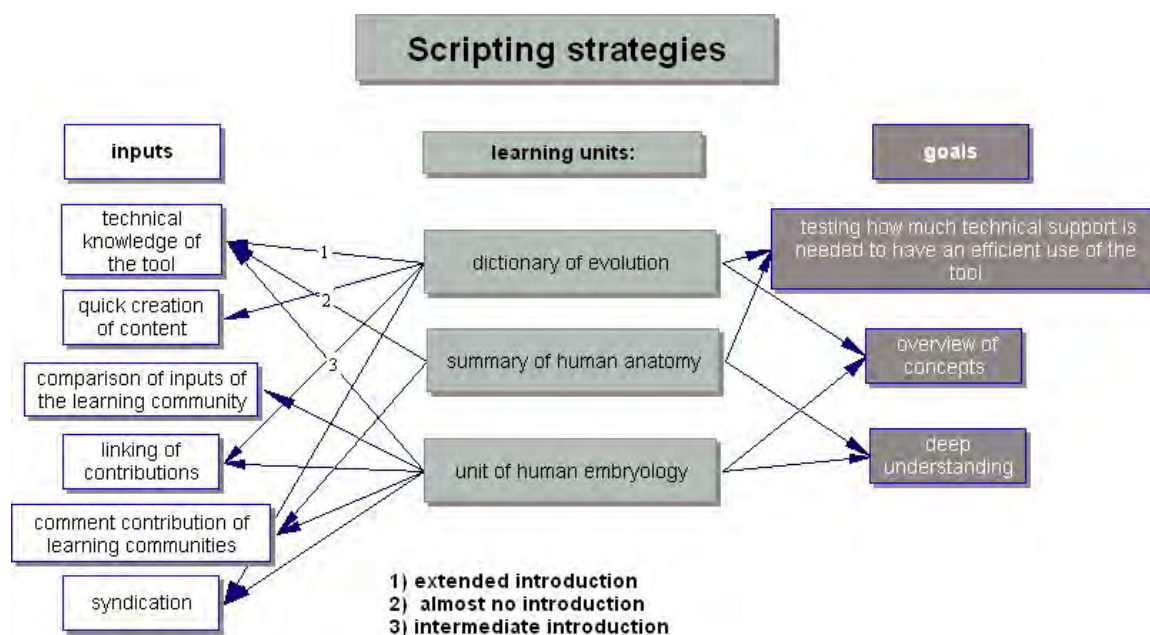 Scripting strategies
inputs
learning units:
goals
technical
knowledge of
the tool
quick creation
of content
comparison of inputs of
the learning community
linking of
contributions
comment contribution of
learning communities
syndication
1
2
3
dictionary of evolution
summary of human anatomy
unit of human embryology
testing how much technical support is
needed to have an efficient use of the
tool
overview of
concepts
deep
understanding
1) extended introduction
2) almost no introduction
3) intermediate introduction